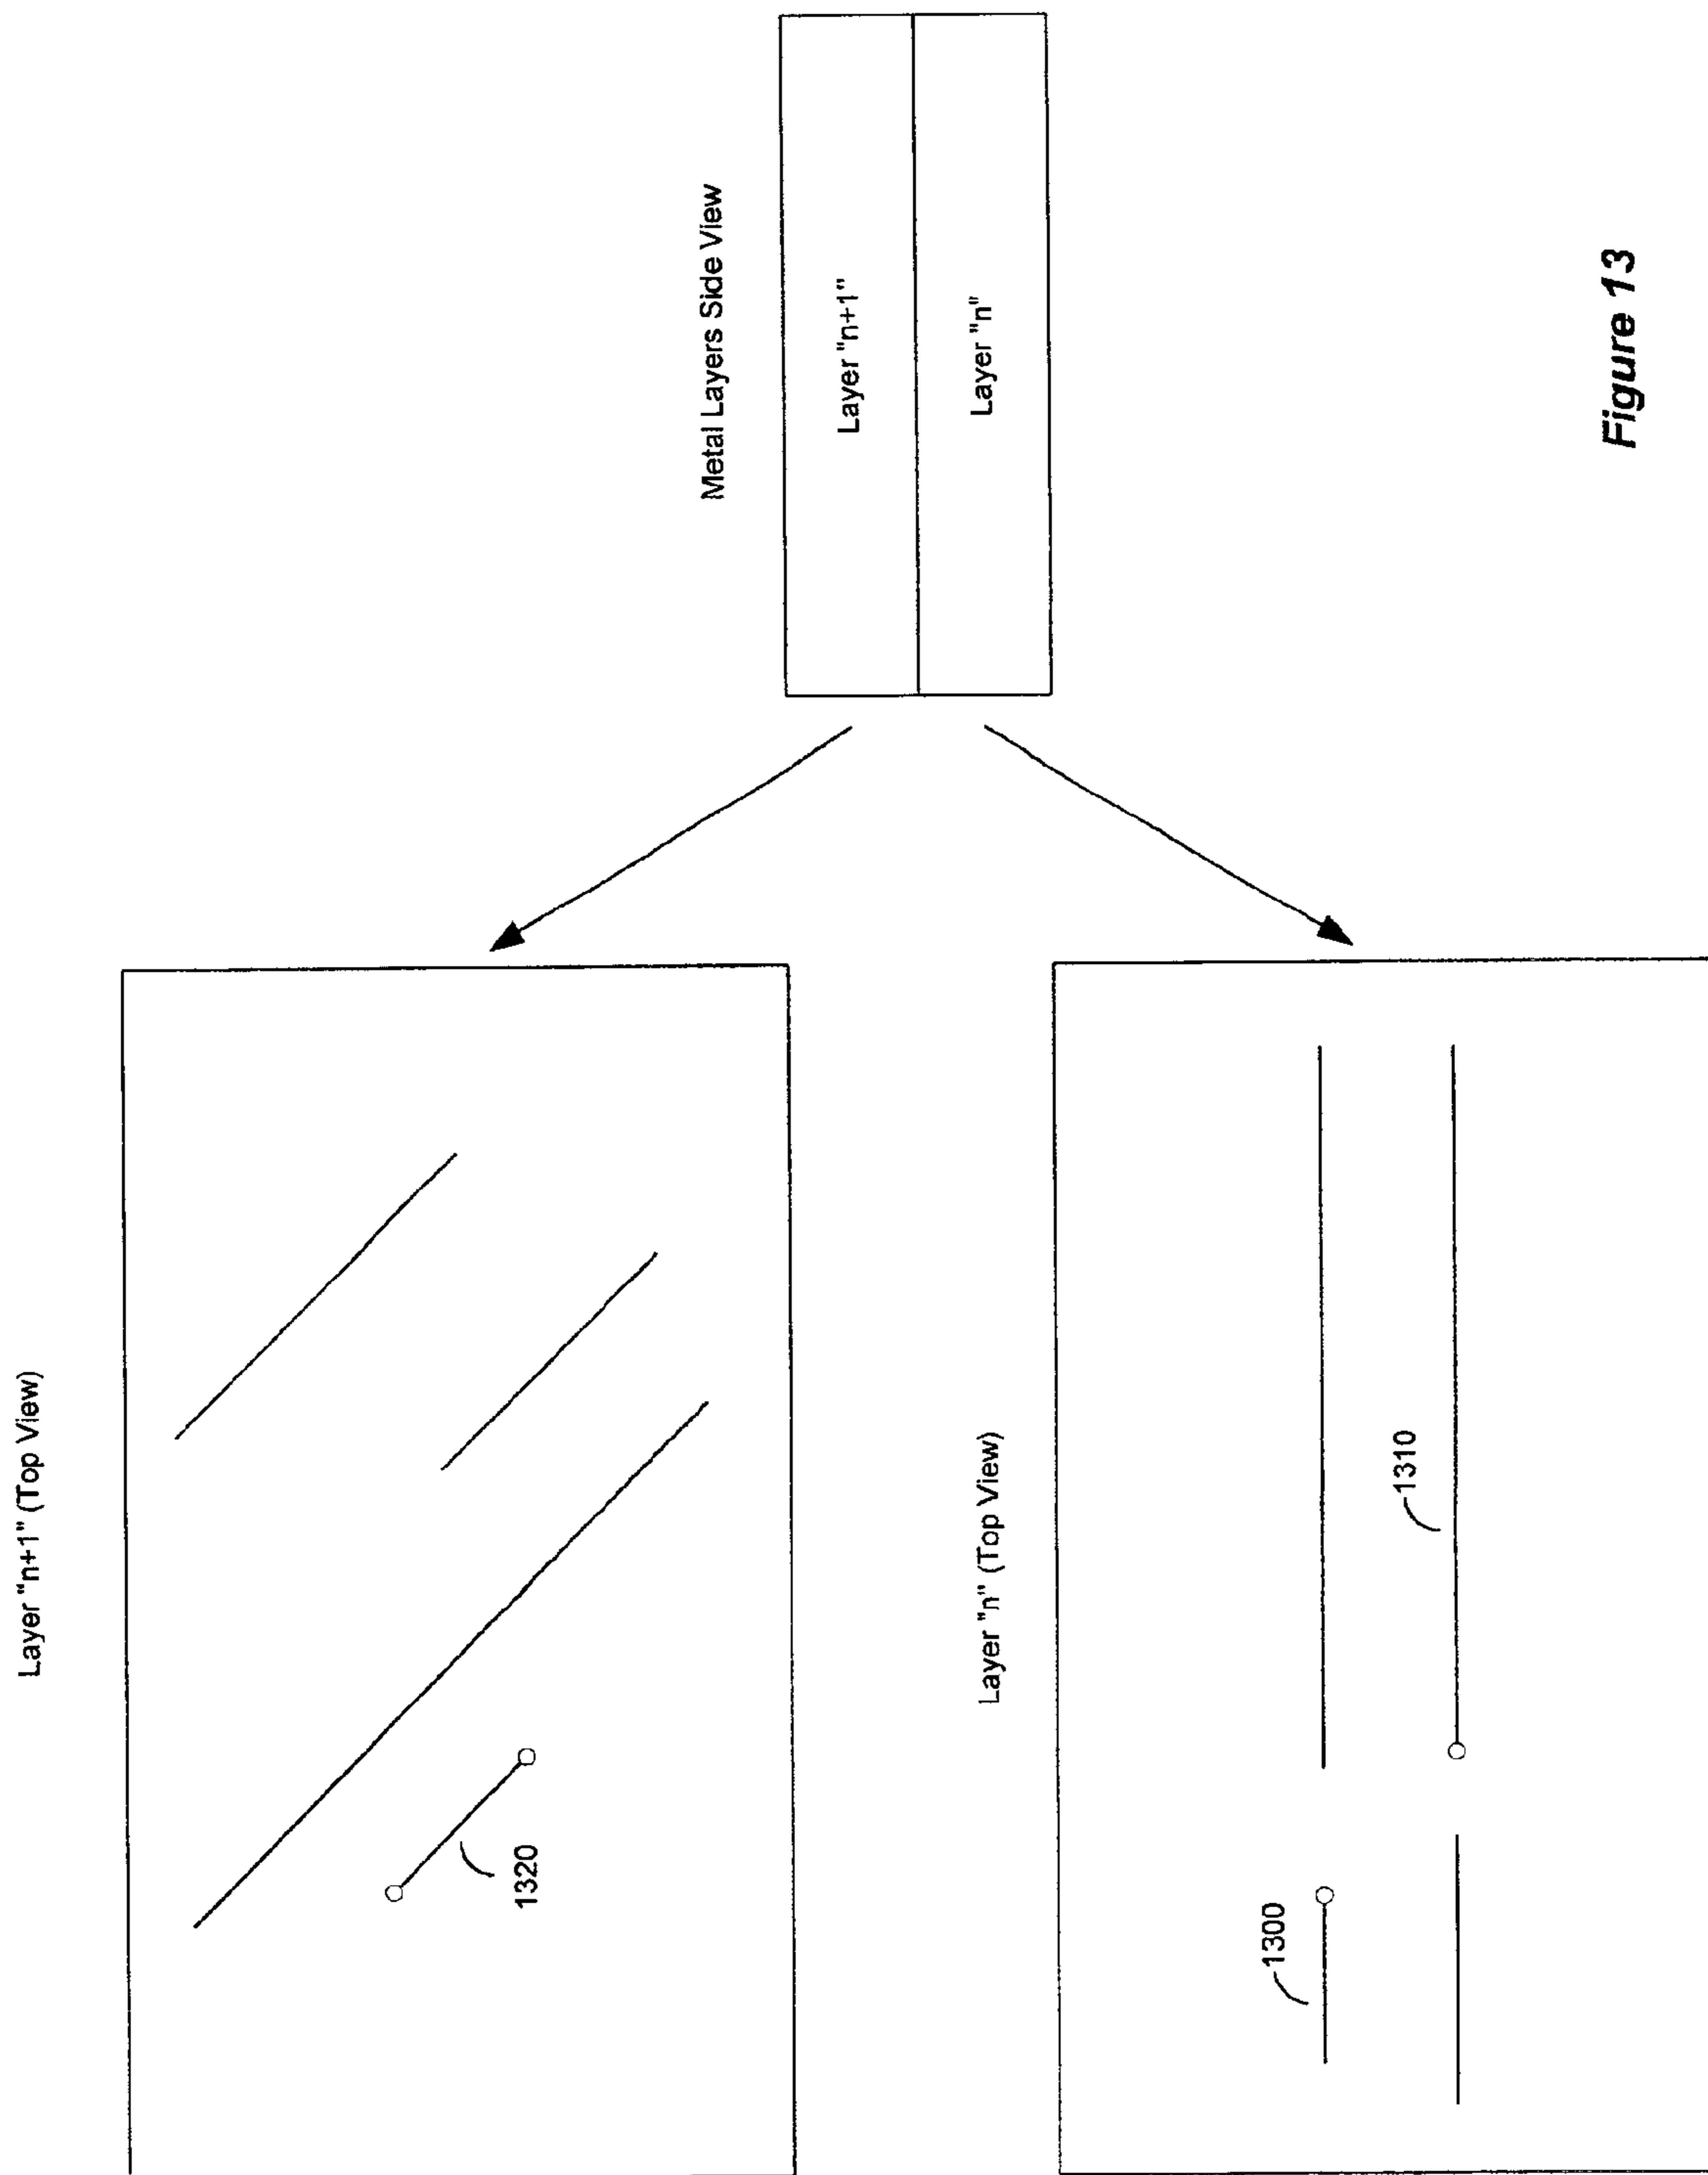 Layer "n+1" (Top View)
1320
Metal Layers Side View
Layer "n+1"
Layer "n"
Layer "n" (Top View)
1300
1310
Figure 13